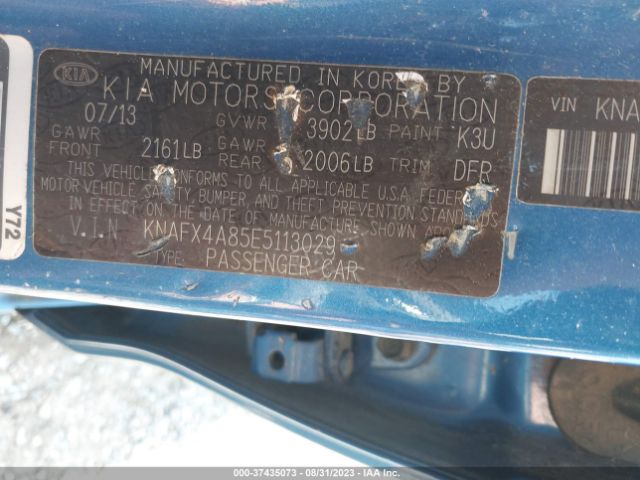 KIA
MANUFACTURED IN KOREA BY
KIA MOTORS CORPORATION
07/13 GVWR 3902LB PAINT K3U
GAWR FRONT 2161LB GAWR REAR 2006LB TRIM DFR
THIS VEHICLE CONFORMS TO ALL APPLICABLE U.S.A. FEDERAL
MOTOR VEHICLE SAFETY, BUMPER, AND THEFT PREVENTION STANDARDS
IN EFFECT ON THE DATE OF MANUFACTURE SHOWN
V.I.N KNAFX4A85E5113029
TYPE: PASSENGER CAR
Y72
VIN KNA
000-37435073 - 08/31/2023 - IAAI.com